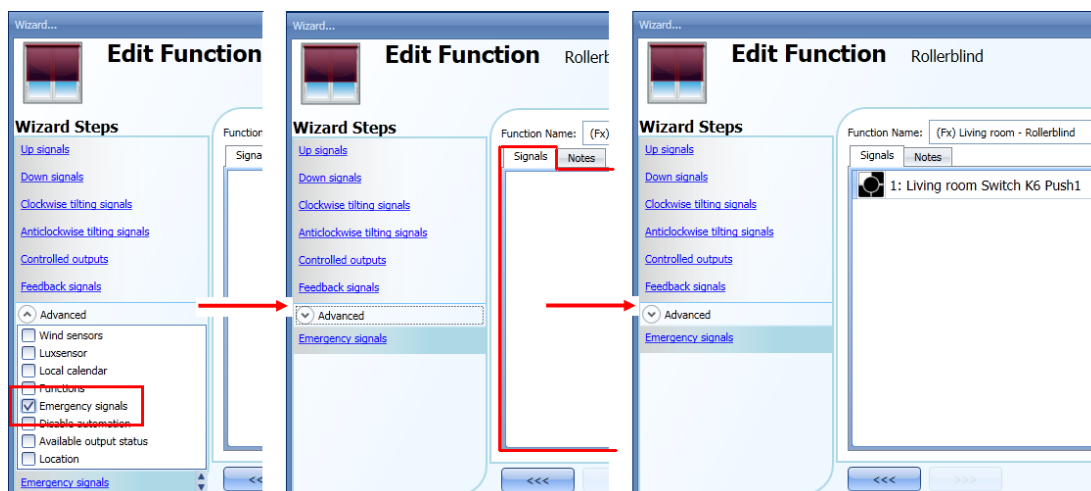 Wizard...
Edit Function
Wizard Steps
Function
Signa
Up signals
Down signals
Clockwise tilting signals
Anticlockwise tilting signals
Controlled outputs
Feedback signals
Advanced
Wind sensors
Luxsensor
Local calendar
Functions
Emergency signals
Disable automation
Available output status
Location
Emergency signals
<<
Wizard...
Edit Function Rollerb
Wizard Steps
Function Name: (Fx)
Signals Notes
Up signals
Down signals
Clockwise tilting signals
Anticlockwise tilting signals
Controlled outputs
Feedback signals
Advanced
Emergency signals
<<<
Wizard...
Edit Function Rollerblind
Wizard Steps
Function Name: (Fx) Living room - Rollerblind
Signals Notes
1: Living room Switch K6 Push1
Up signals
Down signals
Clockwise tilting signals
Anticlockwise tilting signals
Controlled outputs
Feedback signals
Advanced
Emergency signals
<<< >>>